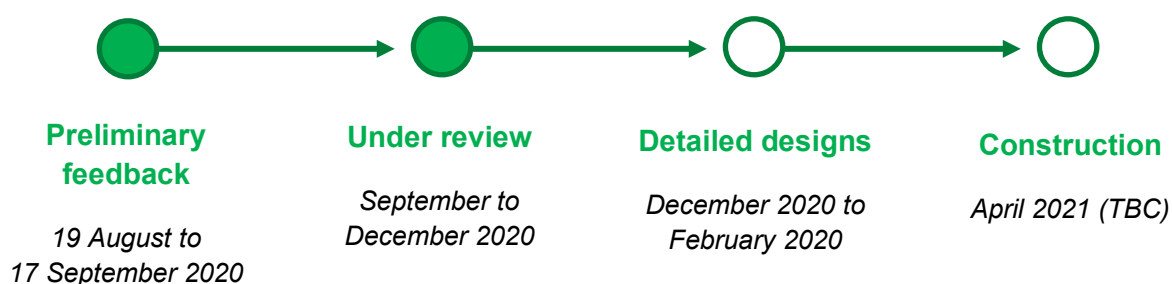 Preliminary
feedback
19 August to
17 September 2020
Under review
September to
December 2020
Detailed designs
December 2020 to
February 2020
Construction
April 2021 (TBC)